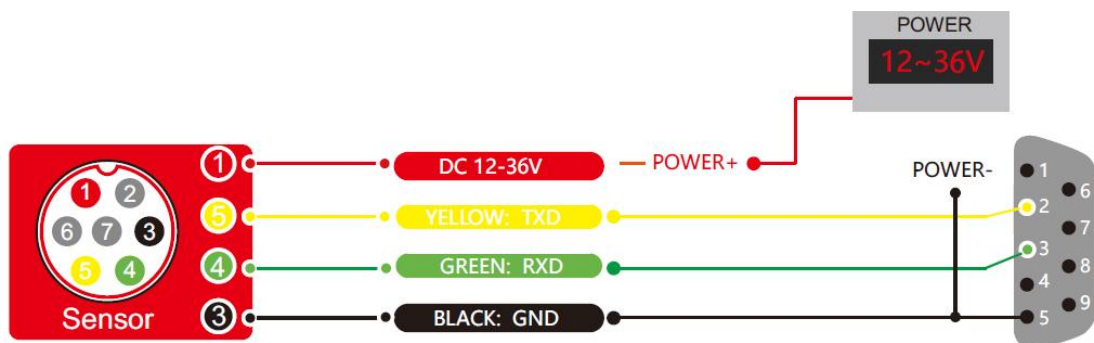 POWER
12~36V
1 DC 12-36V POWER+
POWER-
5 YELLOW: TXD
4 GREEN: RXD
3 BLACK: GND
1 2
6 7 3
5 4
Sensor
1
6
2
7
3
8
4
9
5